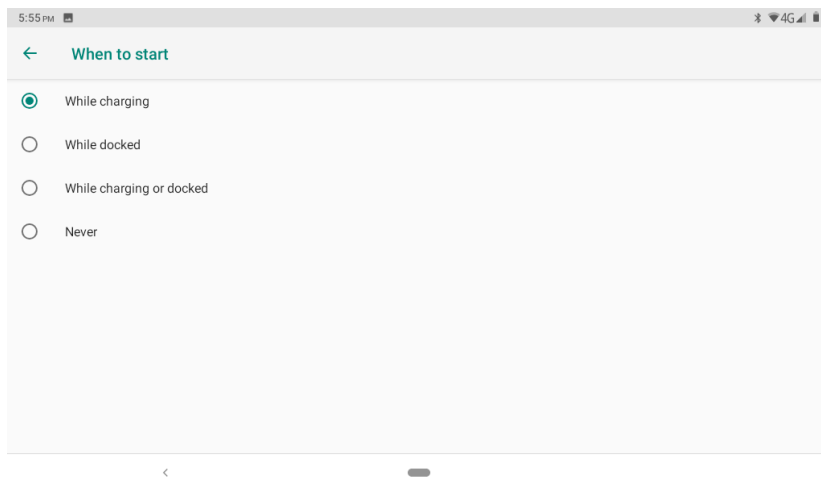 5:55 PM 4G
When to start
While charging
While docked
While charging or docked
Never